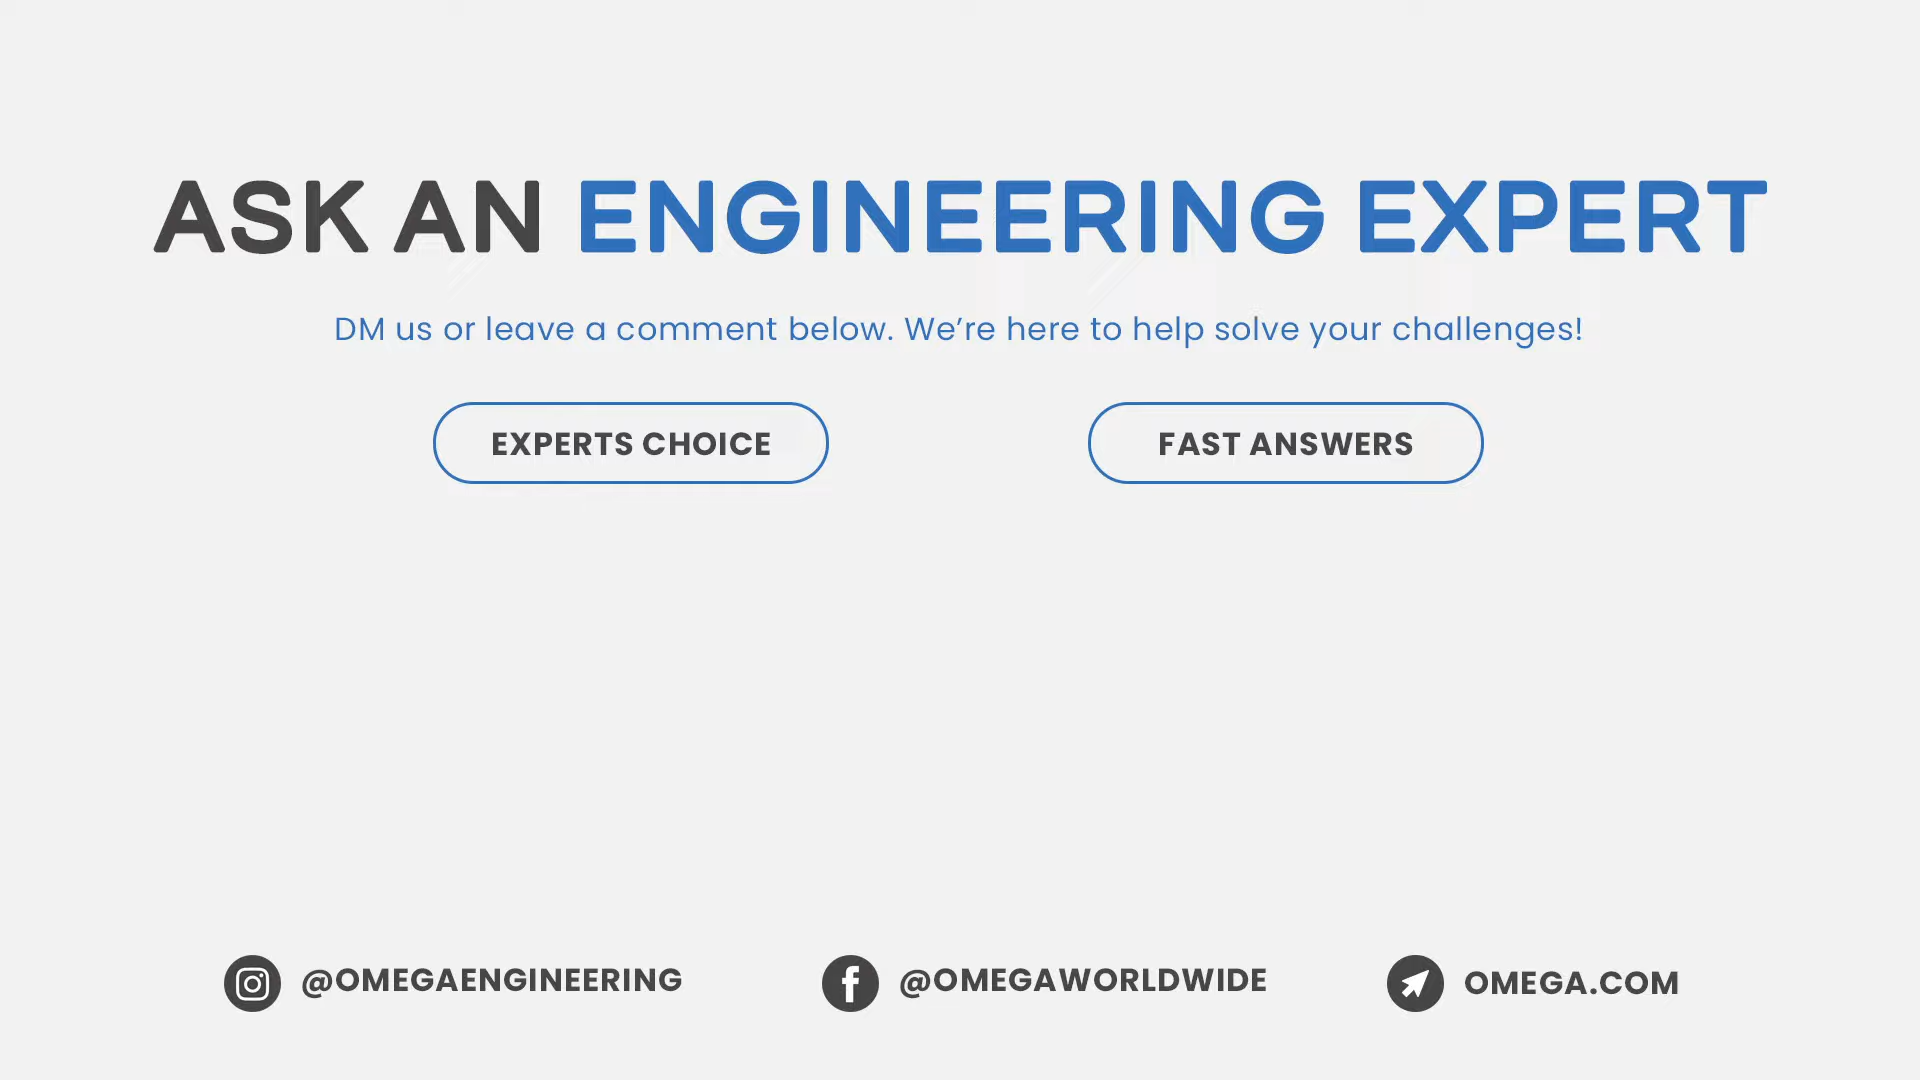 ASK AN ENGINEERING EXPERT
DM us or leave a comment below. We’re here to help solve your challenges!
EXPERTS CHOICE
FAST ANSWERS
@OMEGAENGINEERING
@OMEGAWORLDWIDE
OMEGA.COM